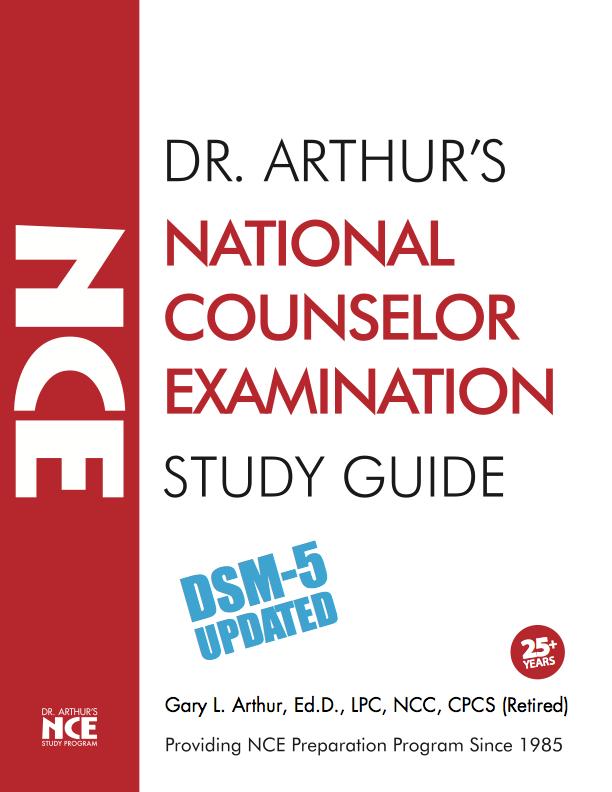 NCE
DR. ARTHUR'S
NATIONAL
COUNSELOR
EXAMINATION
STUDY GUIDE
DSM-5
UPDATED
25+
YEARS
Gary L. Arthur, Ed.D., LPC, NCC, CPCS (Retired)
Providing NCE Preparation Program Since 1985
DR. ARTHUR'S
NCE
STUDY PROGRAM